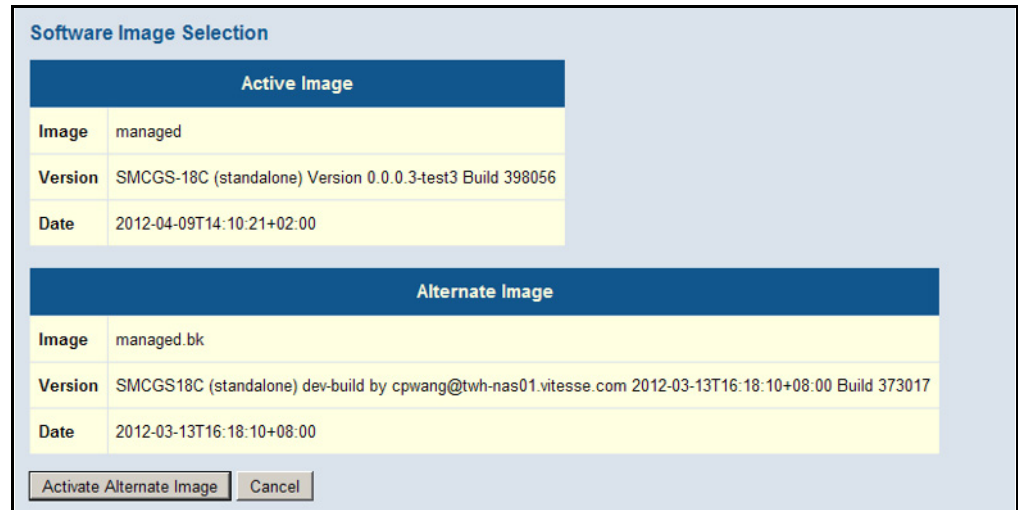 Software Image Selection
Active Image
Image managed
Version SMCGS-18C (standalone) Version 0.0.0.3-test3 Build 398056
Date 2012-04-09T14:10:21+02:00
Alternate Image
Image managed.bk
Version SMCGS18C (standalone) dev-build by cpwang@twh-nas01.vitesse.com 2012-03-13T16:18:10+08:00 Build 373017
Date 2012-03-13T16:18:10+08:00
Activate Alternate Image Cancel